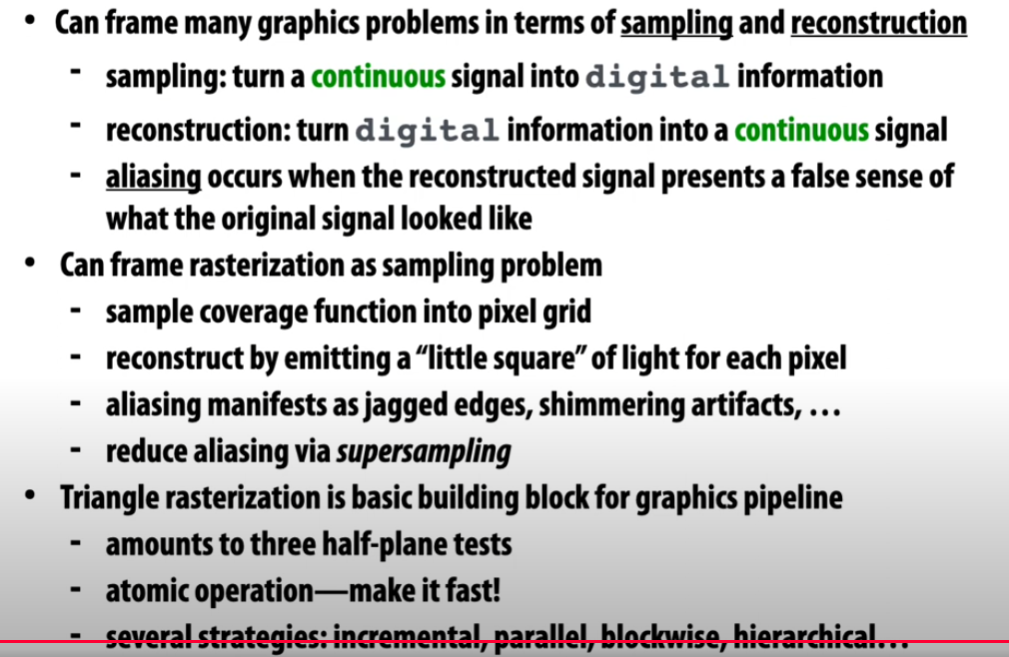 • Can frame many graphics problems in terms of sampling and reconstruction
- sampling: turn a continuous signal into digital information
- reconstruction: turn digital information into a continuous signal
- aliasing occurs when the reconstructed signal presents a false sense of
what the original signal looked like
• Can frame rasterization as sampling problem
- sample coverage function into pixel grid
- reconstruct by emitting a “little square” of light for each pixel
- aliasing manifests as jagged edges, shimmering artifacts, …
- reduce aliasing via supersampling
• Triangle rasterization is basic building block for graphics pipeline
- amounts to three half-plane tests
- atomic operation—make it fast!
- several strategies: incremental, parallel, blockwise, hierarchical…